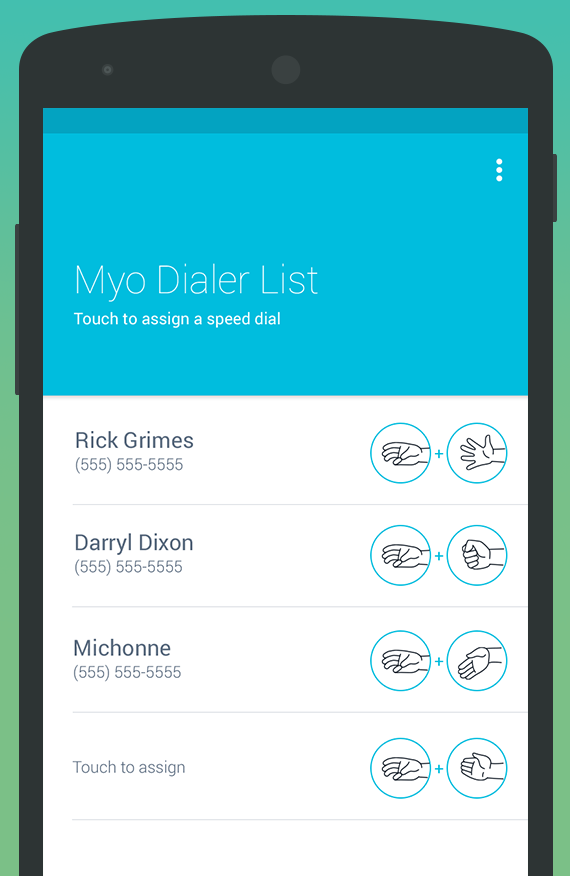 Myo Dialer List
Touch to assign a speed dial
Rick Grimes
(555) 555-5555
+
Darryl Dixon
(555) 555-5555
+
Michonne
(555) 555-5555
+
Touch to assign
+